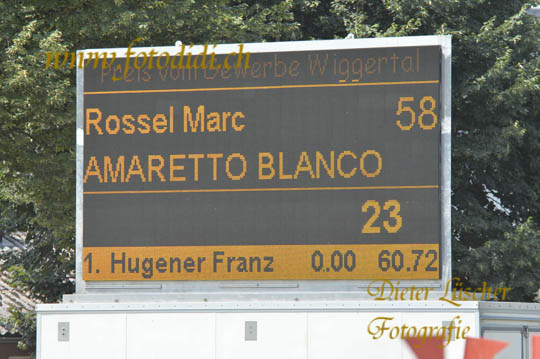 www.fotodidi.ch
Preis vom Gewerbe Wiggertal
Rossel Marc 58
AMARETTO BLANCO
23
1. Hugener Franz 0.00 60.72
Dieter Lüscher
Fotografie